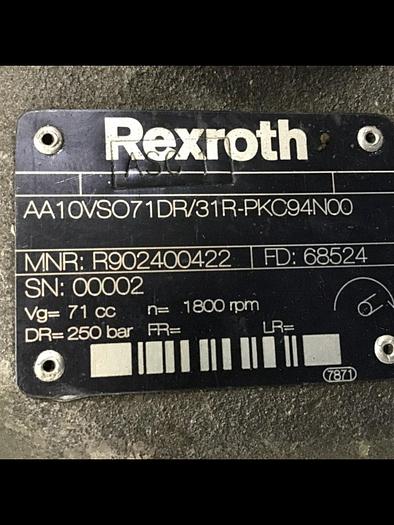 Rexroth
A3C
AA10VSO71DR/31R-PKC94N00
MNR: R902400422 FD: 68524
SN: 00002
Vg= 71 cc n= 1800 rpm
DR= 250 bar FR= LR=
7871